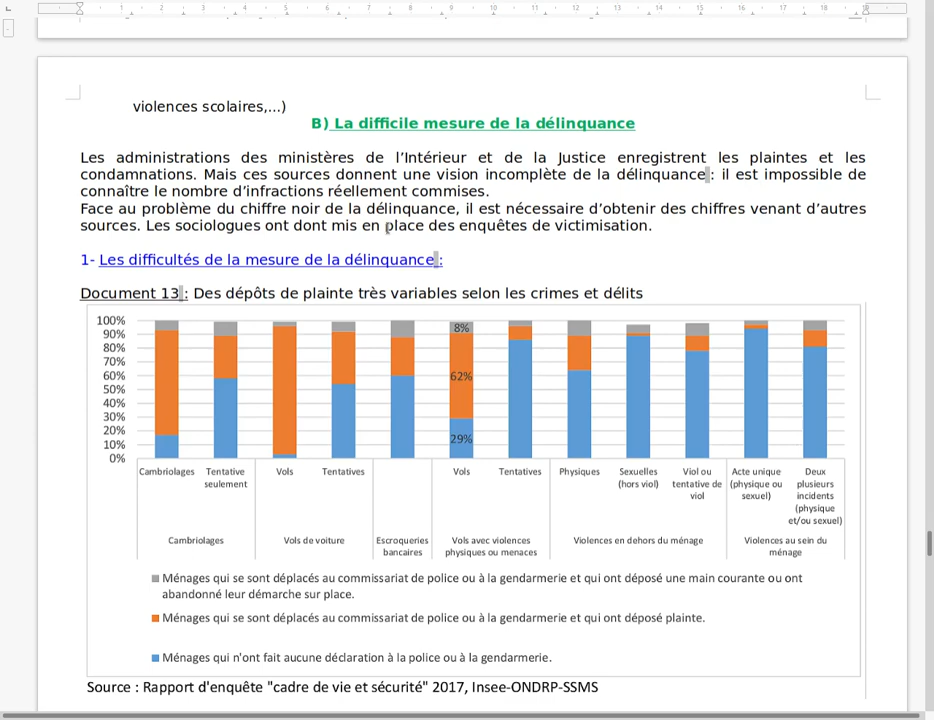 violences scolaires,...)
B) La difficile mesure de la délinquance
Les administrations des ministères de l’Intérieur et de la Justice enregistrent les plaintes et les
condamnations. Mais ces sources donnent une vision incomplète de la délinquance : il est impossible de
connaître le nombre d’infractions réellement commises.
Face au problème du chiffre noir de la délinquance, il est nécessaire d’obtenir des chiffres venant d’autres
sources. Les sociologues ont dont mis en place des enquêtes de victimisation.
1- Les difficultés de la mesure de la délinquance :
Document 13 : Des dépôts de plainte très variables selon les crimes et délits
100%
90%
80%
70%
60%
50%
40%
30%
20%
10%
0%
8%
62%
29%
Cambriolages
Tentative
seulement
Vols
Tentatives
Vols
Tentatives
Physiques
Sexuelles
(hors viol)
Viol ou
tentative de
viol
Acte unique
(physique ou
sexuel)
Deux
plusieurs
incidents
(physique
et/ou sexuel)
Cambriolages
Vols de voiture
Escroqueries
bancaires
Vols avec violences
physiques ou menaces
Violences en dehors du ménage
Violences au sein du
ménage
Ménages qui se sont déplacés au commissariat de police ou à la gendarmerie et qui ont déposé une main courante ou ont
abandonné leur démarche sur place.
Ménages qui se sont déplacés au commissariat de police ou à la gendarmerie et qui ont déposé plainte.
Ménages qui n'ont fait aucune déclaration à la police ou à la gendarmerie.
Source : Rapport d'enquête "cadre de vie et sécurité" 2017, Insee-ONDRP-SSMS